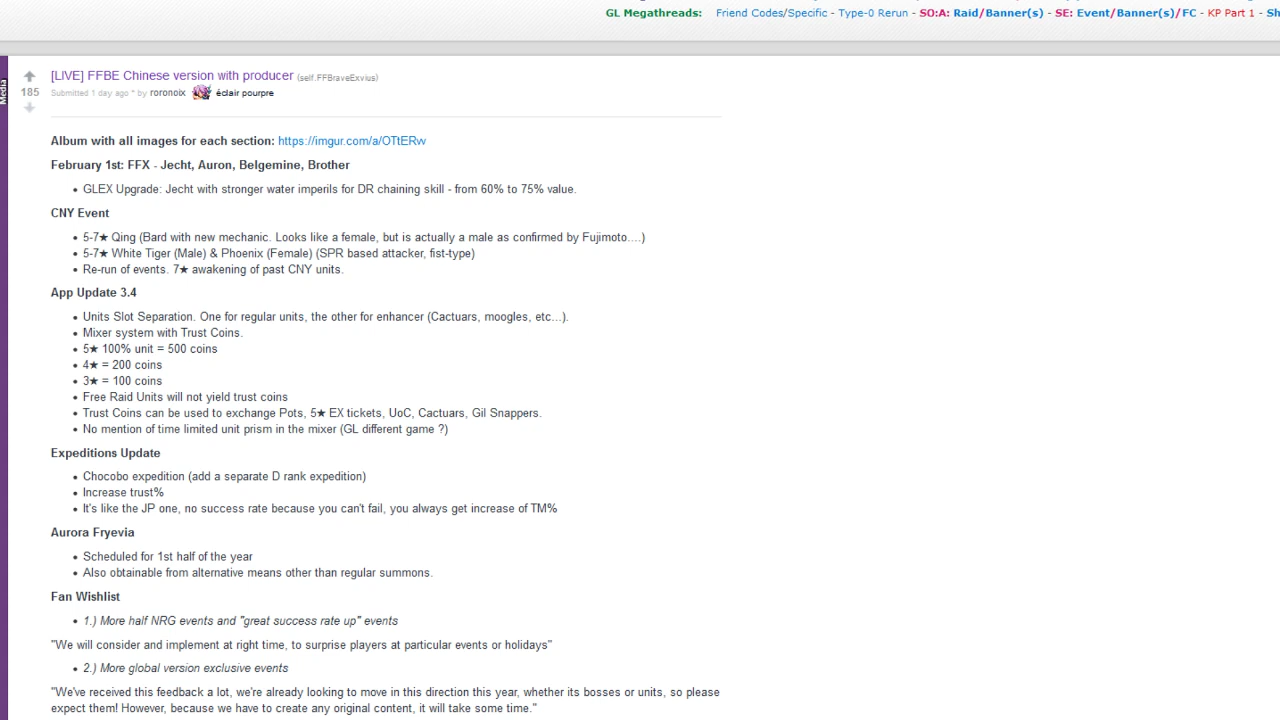 GL Megathreads: Friend Codes/Specific - Type-0 Rerun - SO:A: Raid/Banner(s) - SE: Event/Banner(s)/FC - KP Part 1 - Sh
Media
[LIVE] FFBE Chinese version with producer (self.FFBraveExvius)
185
Submitted 1 day ago * by roronoix éclair pourpre
Album with all images for each section: https://imgur.com/a/OTtERw
February 1st: FFX - Jecht, Auron, Belgemine, Brother
• GLEX Upgrade: Jecht with stronger water imperils for DR chaining skill - from 60% to 75% value.
CNY Event
• 5-7★ Qing (Bard with new mechanic. Looks like a female, but is actually a male as confirmed by Fujimoto....)
• 5-7★ White Tiger (Male) & Phoenix (Female) (SPR based attacker, fist-type)
• Re-run of events. 7★ awakening of past CNY units.
App Update 3.4
• Units Slot Separation. One for regular units, the other for enhancer (Cactuars, moogles, etc...).
• Mixer system with Trust Coins.
• 5★ 100% unit = 500 coins
• 4★ = 200 coins
• 3★ = 100 coins
• Free Raid Units will not yield trust coins
• Trust Coins can be used to exchange Pots, 5★ EX tickets, UoC, Cactuars, Gil Snappers.
• No mention of time limited unit prism in the mixer (GL different game ?)
Expeditions Update
• Chocobo expedition (add a separate D rank expedition)
• Increase trust%
• It's like the JP one, no success rate because you can't fail, you always get increase of TM%
Aurora Fryevia
• Scheduled for 1st half of the year
• Also obtainable from alternative means other than regular summons.
Fan Wishlist
• 1.) More half NRG events and "great success rate up" events
"We will consider and implement at right time, to surprise players at particular events or holidays"
• 2.) More global version exclusive events
"We've received this feedback a lot, we're already looking to move in this direction this year, whether its bosses or units, so please
expect them! However, because we have to create any original content, it will take some time."